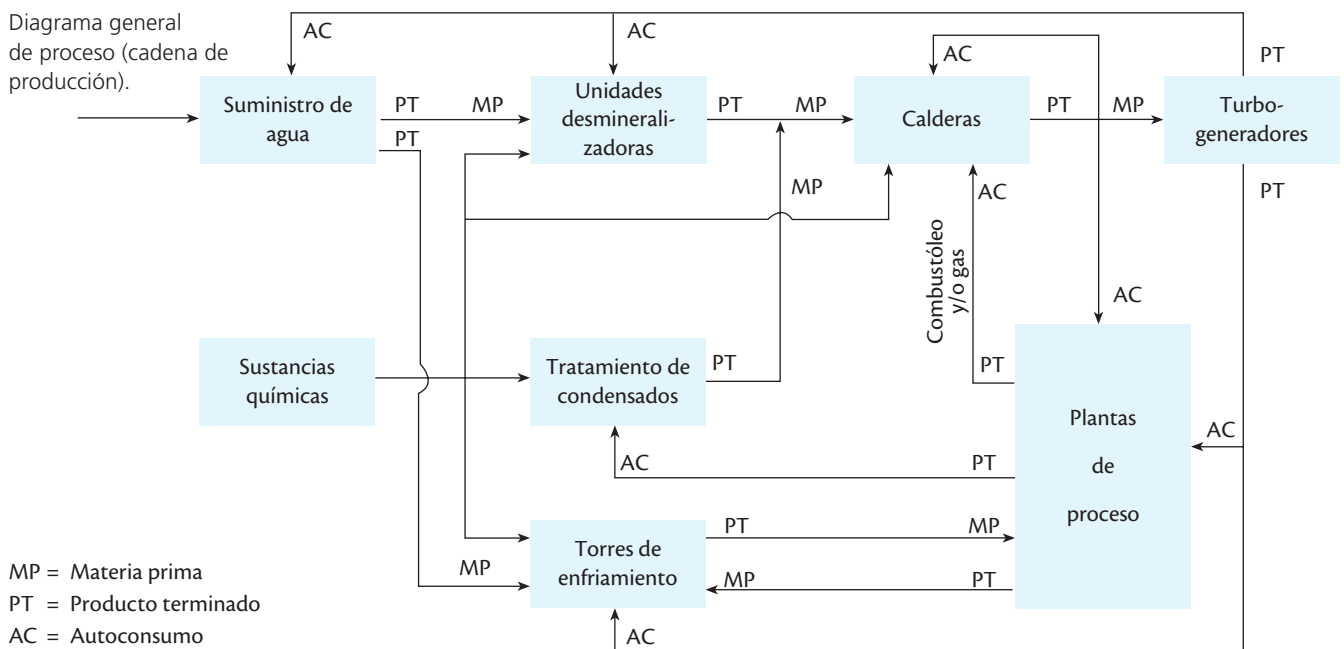 Diagrama general
de proceso (cadena de
producción).
AC
AC
AC
PT
Suministro de
agua
PT
MP
PT
Unidades
desminerali-
zadoras
PT
MP
Calderas
PT
MP
Turbo-
generadores
PT
MP
AC
Combustóleo
y/o gas
AC
Sustancias
químicas
Tratamiento de
condensados
PT
PT
Plantas
de
proceso
AC
AC
PT
PT
MP
Torres de
enfriamiento
MP
MP
PT
AC
MP = Materia prima
PT = Producto terminado
AC = Autoconsumo